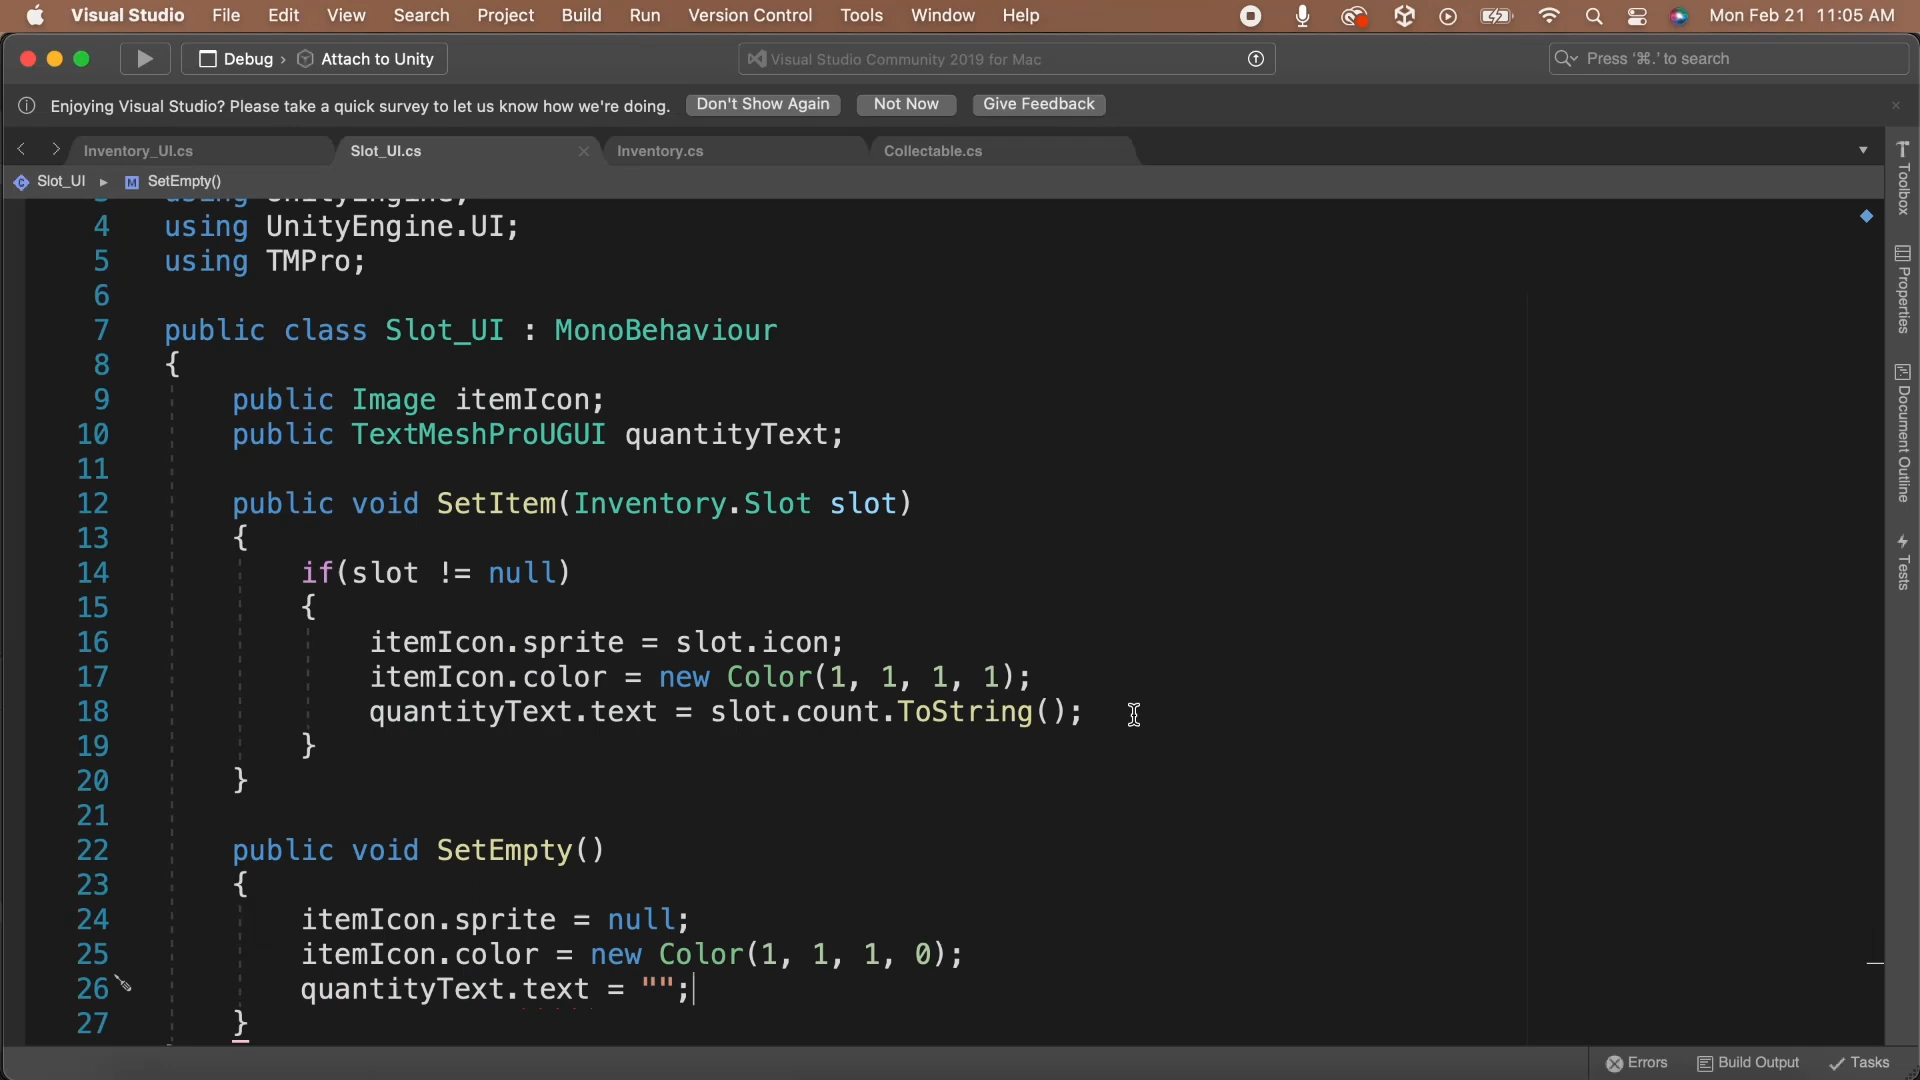 Visual Studio File Edit View Search Project Build Run Version Control Tools Window Help Mon Feb 21 11:05 AM
Debug › Attach to Unity Visual Studio Community 2019 for Mac Press '⌘.' to search
Enjoying Visual Studio? Please take a quick survey to let us know how we're doing. Don't Show Again Not Now Give Feedback
Inventory_UI.cs Slot_UI.cs Inventory.cs Collectable.cs
Slot_UI ▸ M SetEmpty()
3 using UnityEngine;
4 using UnityEngine.UI;
5 using TMPro;
6
7 public class Slot_UI : MonoBehaviour
8 {
9 public Image itemIcon;
10 public TextMeshProUGUI quantityText;
11
12 public void SetItem(Inventory.Slot slot)
13 {
14 if(slot != null)
15 {
16 itemIcon.sprite = slot.icon;
17 itemIcon.color = new Color(1, 1, 1, 1);
18 quantityText.text = slot.count.ToString();
19 }
20 }
21
22 public void SetEmpty()
23 {
24 itemIcon.sprite = null;
25 itemIcon.color = new Color(1, 1, 1, 0);
26 quantityText.text = "";
27 }
Toolbox
Properties
Document Outline
Tests
Errors Build Output Tasks